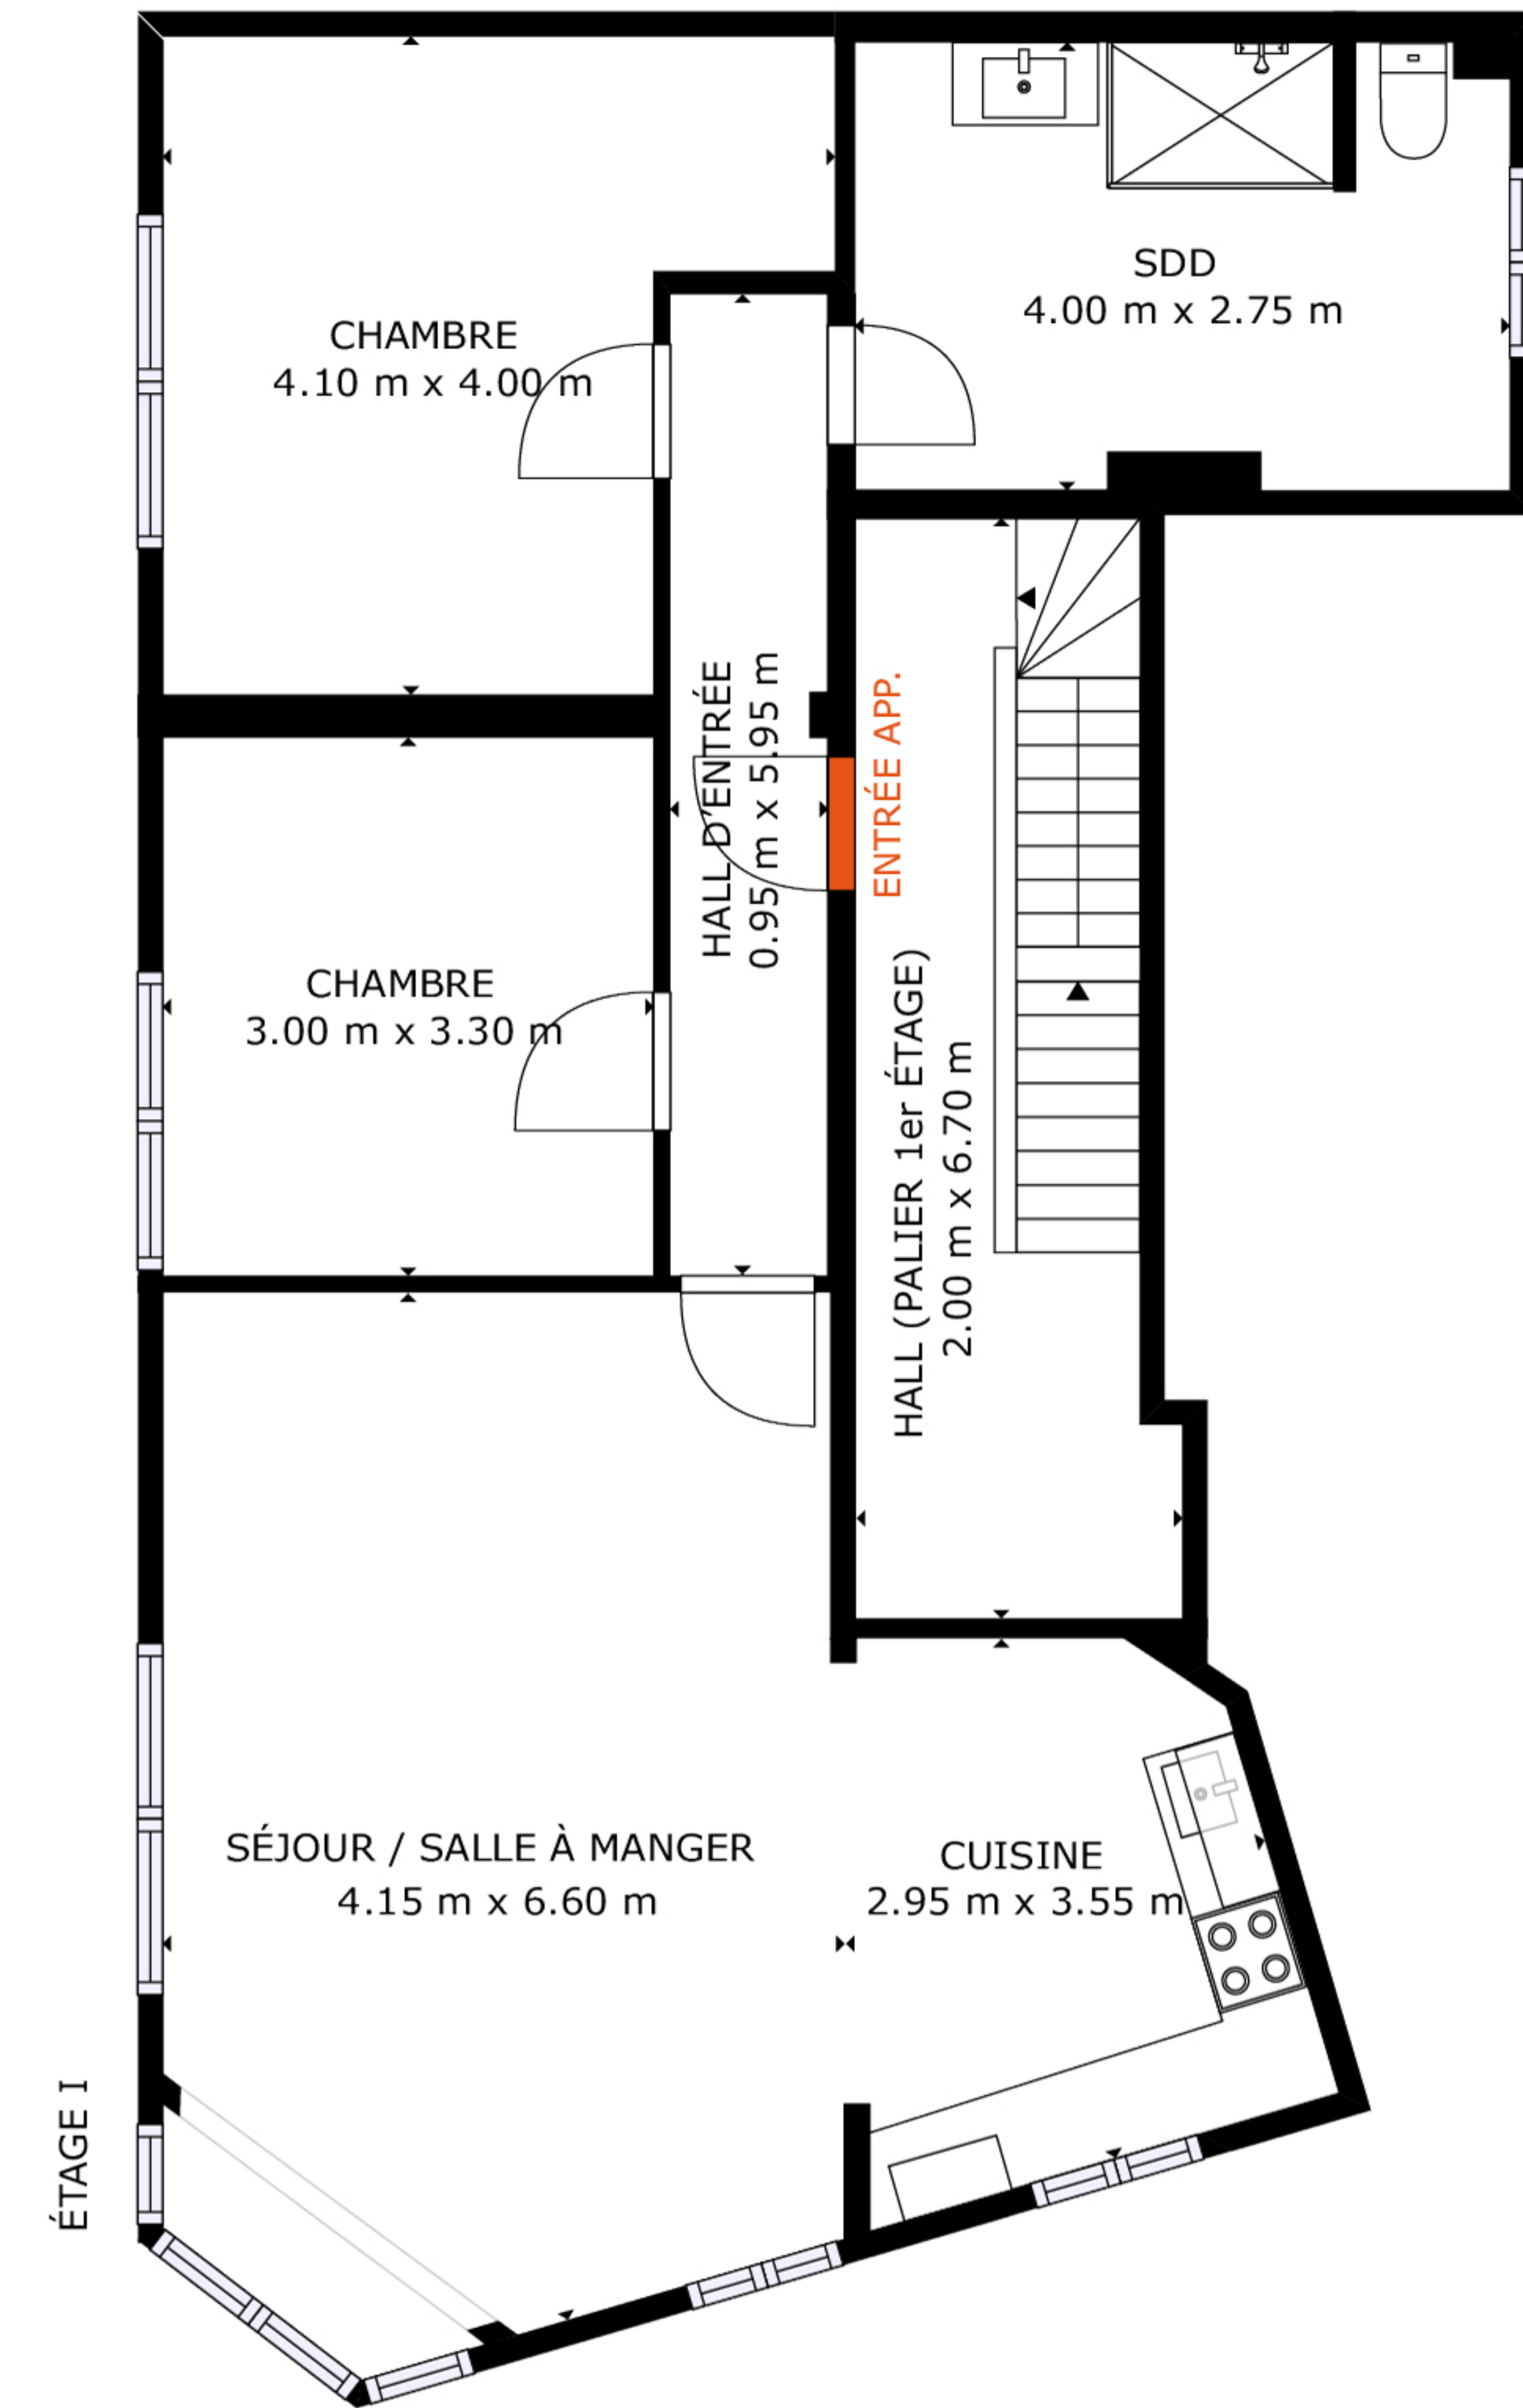 SDD
4.00 m x 2.75 m
CHAMBRE
4.10 m x 4.00 m
HALL D'ENTRÉE
0.95 m x 5.95 m
ENTRÉE APP.
CHAMBRE
3.00 m x 3.30 m
HALL (PALIER 1er ÉTAGE)
2.00 m x 6.70 m
SÉJOUR / SALLE À MANGER
4.15 m x 6.60 m
CUISINE
2.95 m x 3.55 m
ÉTAGE I